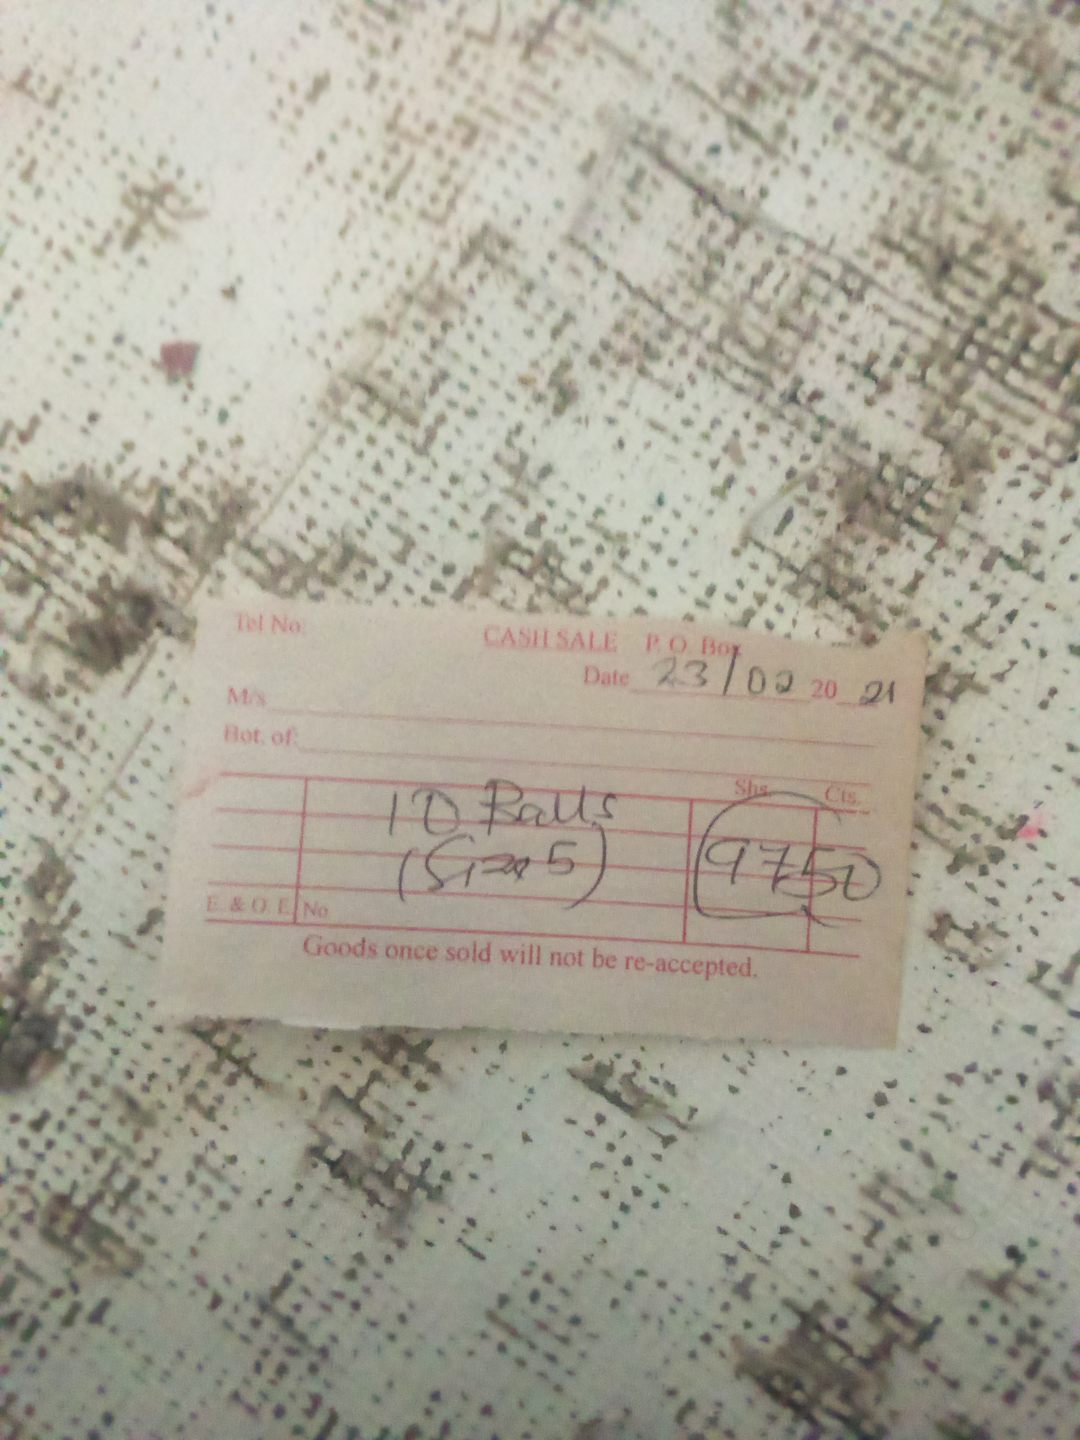 Tel No:
CASH SALE P. O. Box
Date 23/02 20 21
M/s
Bot. of:
Shs. Cts.
10 Balls
(Size 5) 9750
E. & O. E. No
Goods once sold will not be re-accepted.